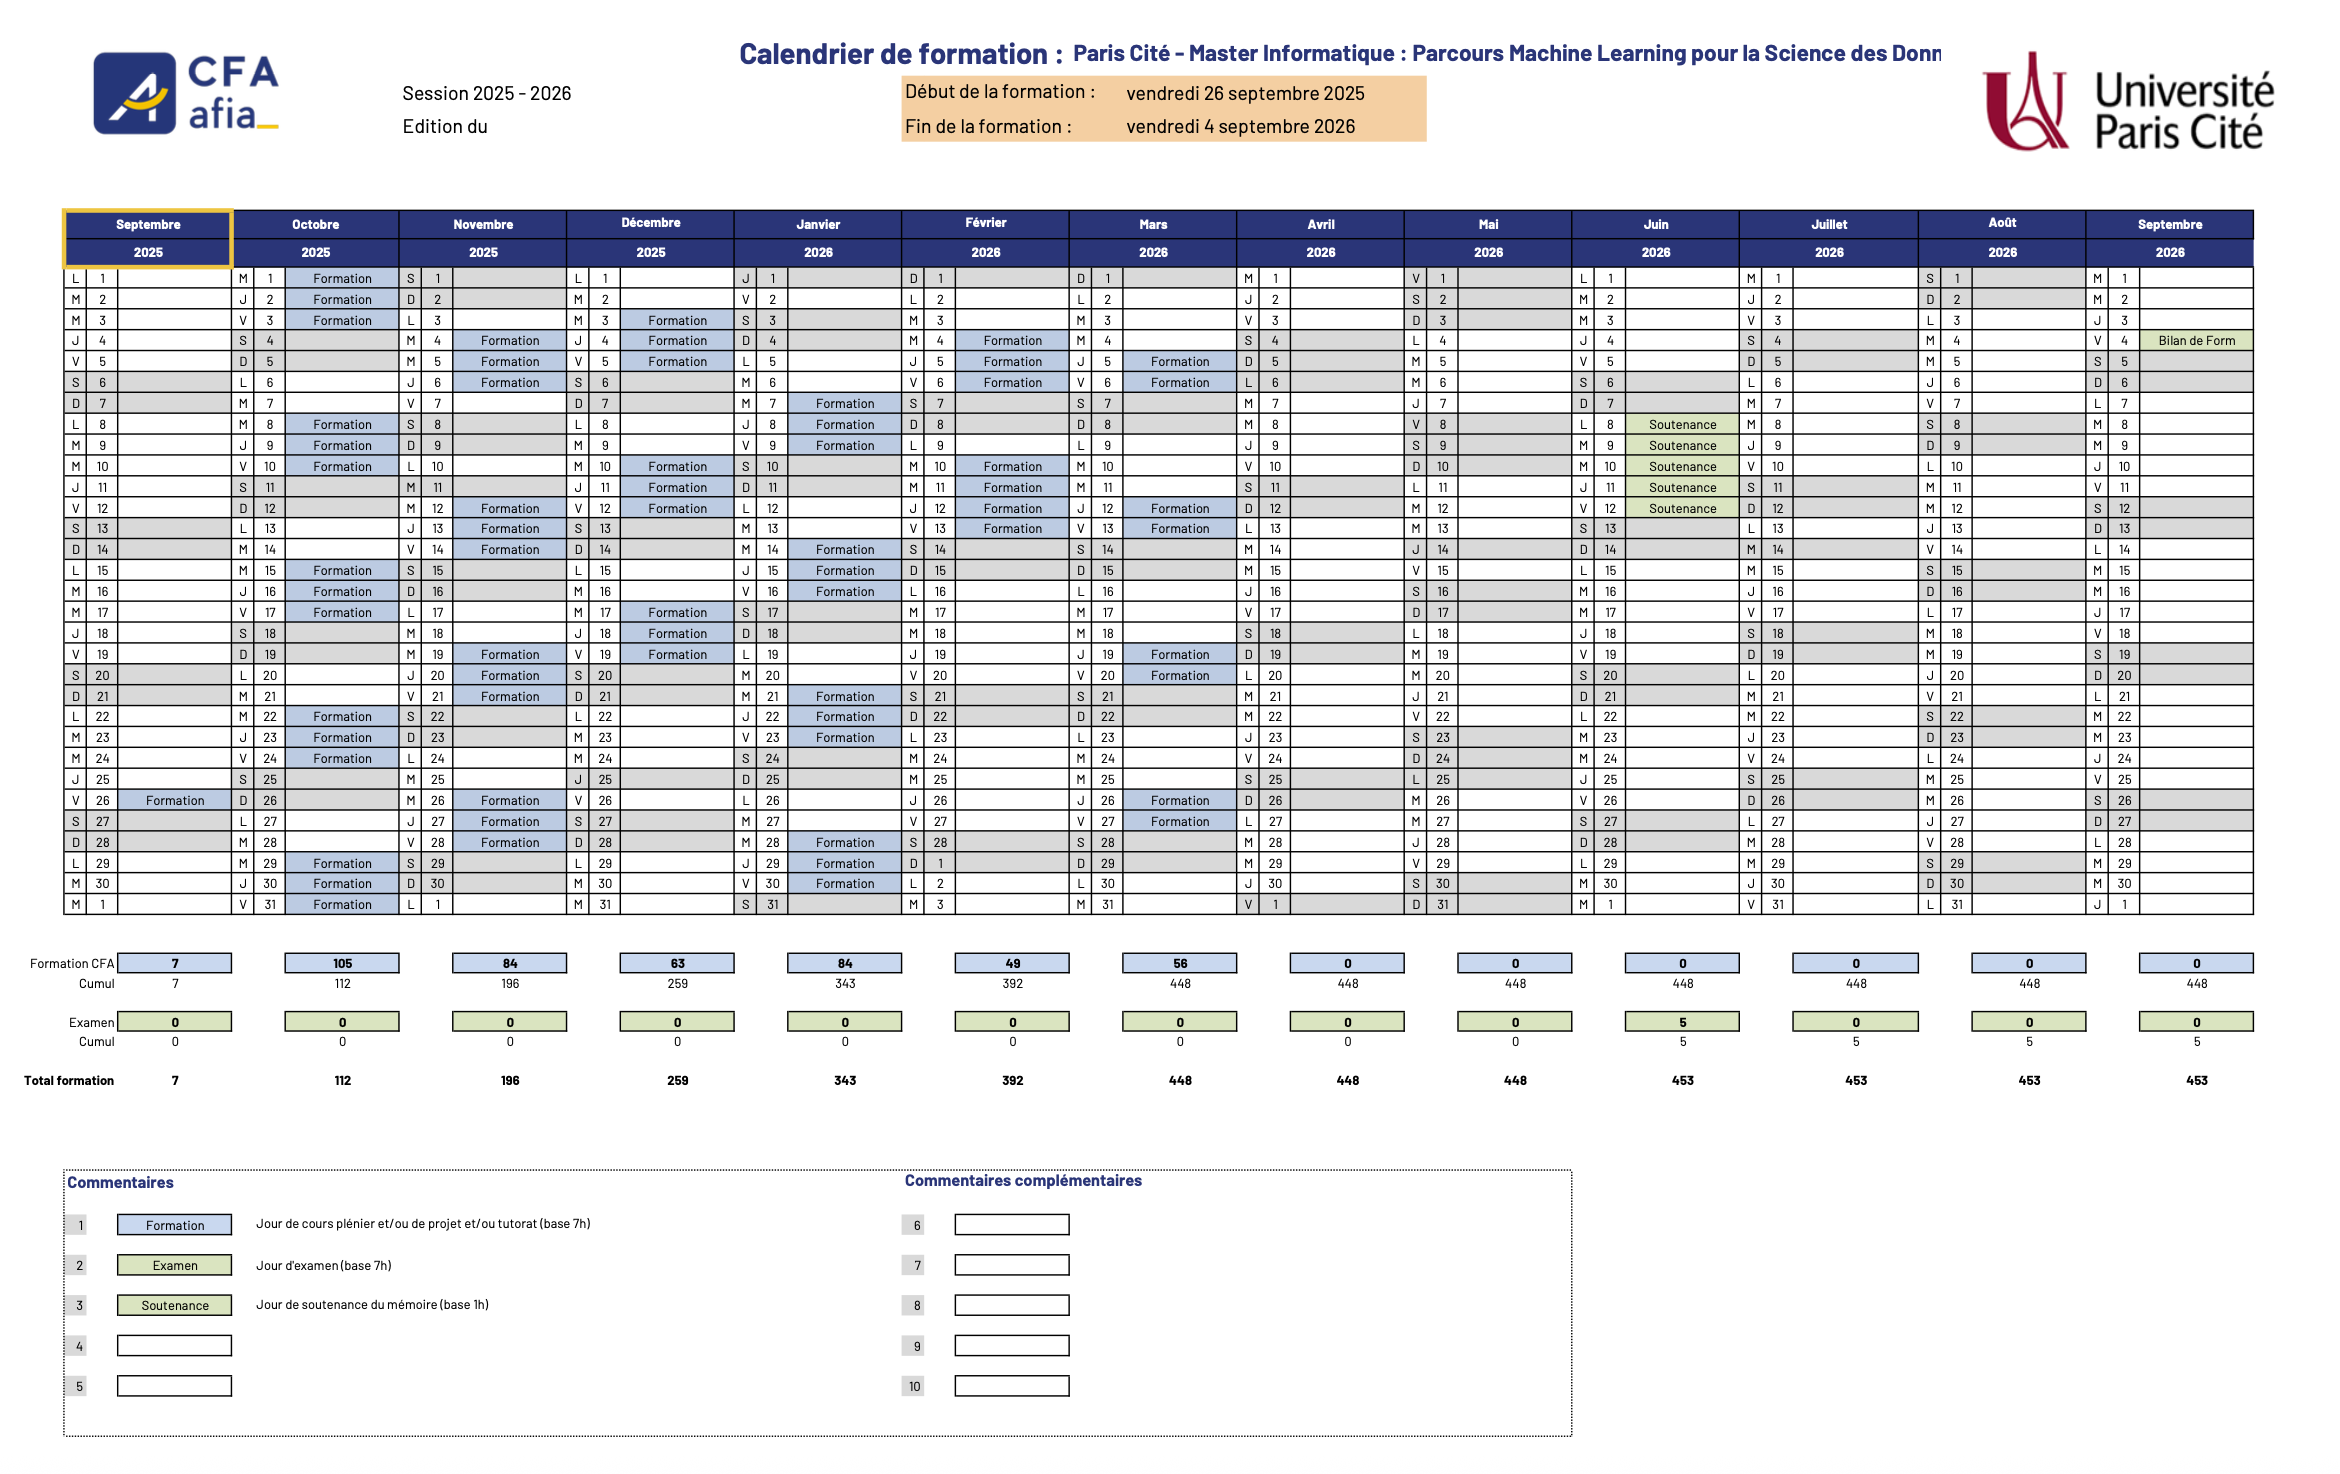 CFA
afia_
Calendrier de formation : Paris Cité - Master Informatique : Parcours Machine Learning pour la Science des Donn
Session 2025 - 2026
Edition du
Début de la formation : vendredi 26 septembre 2025
Fin de la formation : vendredi 4 septembre 2026
Université
Paris Cité
Septembre Octobre Novembre Décembre Janvier Février Mars Avril Mai Juin Juillet Août Septembre
2025 2025 2025 2025 2026 2026 2026 2026 2026 2026 2026 2026 2026
L 1 M 1 Formation S 1 L 1 J 1 D 1 D 1 M 1 V 1 L 1 M 1 S 1 M 1
M 2 J 2 Formation D 2 M 2 V 2 L 2 L 2 J 2 S 2 M 2 J 2 D 2 M 2
M 3 V 3 Formation L 3 M 3 Formation S 3 M 3 M 3 V 3 D 3 M 3 V 3 L 3 J 3
J 4 S 4 M 4 Formation J 4 Formation D 4 M 4 Formation M 4 S 4 L 4 J 4 S 4 M 4 V 4 Bilan de Form
V 5 D 5 M 5 Formation V 5 Formation L 5 J 5 Formation J 5 Formation D 5 M 5 V 5 D 5 M 5 S 5
S 6 L 6 J 6 Formation S 6 M 6 V 6 Formation V 6 Formation L 6 M 6 S 6 L 6 J 6 D 6
D 7 M 7 V 7 D 7 M 7 Formation S 7 S 7 M 7 J 7 D 7 M 7 V 7 L 7
L 8 M 8 Formation S 8 L 8 J 8 Formation D 8 D 8 M 8 V 8 L 8 Soutenance M 8 S 8 M 8
M 9 J 9 Formation D 9 M 9 V 9 Formation L 9 L 9 J 9 S 9 M 9 Soutenance J 9 D 9 M 9
M 10 V 10 Formation L 10 M 10 Formation S 10 M 10 Formation M 10 V 10 D 10 M 10 Soutenance V 10 L 10 J 10
J 11 S 11 M 11 J 11 Formation D 11 M 11 Formation M 11 S 11 L 11 J 11 Soutenance S 11 M 11 V 11
V 12 D 12 M 12 Formation V 12 Formation L 12 J 12 Formation J 12 Formation D 12 M 12 V 12 Soutenance D 12 M 12 S 12
S 13 L 13 J 13 Formation S 13 M 13 V 13 Formation V 13 Formation L 13 M 13 S 13 L 13 J 13 D 13
D 14 M 14 V 14 Formation D 14 M 14 Formation S 14 S 14 M 14 J 14 D 14 M 14 V 14 L 14
L 15 M 15 Formation S 15 L 15 J 15 Formation D 15 D 15 M 15 V 15 L 15 M 15 S 15 M 15
M 16 J 16 Formation D 16 M 16 V 16 Formation L 16 L 16 J 16 S 16 M 16 J 16 D 16 M 16
M 17 V 17 Formation L 17 M 17 Formation S 17 M 17 M 17 V 17 D 17 M 17 V 17 L 17 J 17
J 18 S 18 M 18 J 18 Formation D 18 M 18 M 18 S 18 L 18 J 18 S 18 M 18 V 18
V 19 D 19 M 19 Formation V 19 Formation L 19 J 19 J 19 Formation D 19 M 19 V 19 D 19 M 19 S 19
S 20 L 20 J 20 Formation S 20 M 20 V 20 V 20 Formation L 20 M 20 S 20 L 20 J 20 D 20
D 21 M 21 V 21 Formation D 21 M 21 Formation S 21 S 21 M 21 J 21 D 21 M 21 V 21 L 21
L 22 M 22 Formation S 22 L 22 J 22 Formation D 22 D 22 M 22 V 22 L 22 M 22 S 22 M 22
M 23 J 23 Formation D 23 M 23 V 23 Formation L 23 L 23 J 23 S 23 M 23 J 23 D 23 M 23
M 24 V 24 Formation L 24 M 24 S 24 M 24 M 24 V 24 D 24 M 24 V 24 L 24 J 24
J 25 S 25 M 25 J 25 D 25 M 25 M 25 S 25 L 25 J 25 S 25 M 25 V 25
V 26 Formation D 26 M 26 Formation V 26 L 26 J 26 J 26 Formation D 26 M 26 V 26 D 26 M 26 S 26
S 27 L 27 J 27 Formation S 27 M 27 V 27 V 27 Formation L 27 M 27 S 27 L 27 J 27 D 27
D 28 M 28 V 28 Formation D 28 M 28 Formation S 28 S 28 M 28 J 28 D 28 M 28 V 28 L 28
L 29 M 29 Formation S 29 L 29 J 29 Formation D 1 D 29 M 29 V 29 L 29 M 29 S 29 M 29
M 30 J 30 Formation D 30 M 30 V 30 Formation L 2 L 30 J 30 S 30 M 30 J 30 D 30 M 30
M 1 V 31 Formation L 1 M 31 S 31 M 3 M 31 V 1 D 31 M 1 V 31 L 31 J 1
Formation CFA 7 105 84 63 84 49 56 0 0 0 0 0 0
Cumul 7 112 196 259 343 392 448 448 448 448 448 448 448
Examen 0 0 0 0 0 0 0 0 0 5 0 0 0
Cumul 0 0 0 0 0 0 0 0 0 5 5 5 5
Total formation 7 112 196 259 343 392 448 448 448 453 453 453 453
Commentaires Commentaires complémentaires
1 Formation Jour de cours plénier et/ou de projet et/ou tutorat (base 7h) 6
2 Examen Jour d'examen (base 7h) 7
3 Soutenance Jour de soutenance du mémoire (base 1h) 8
4 9
5 10